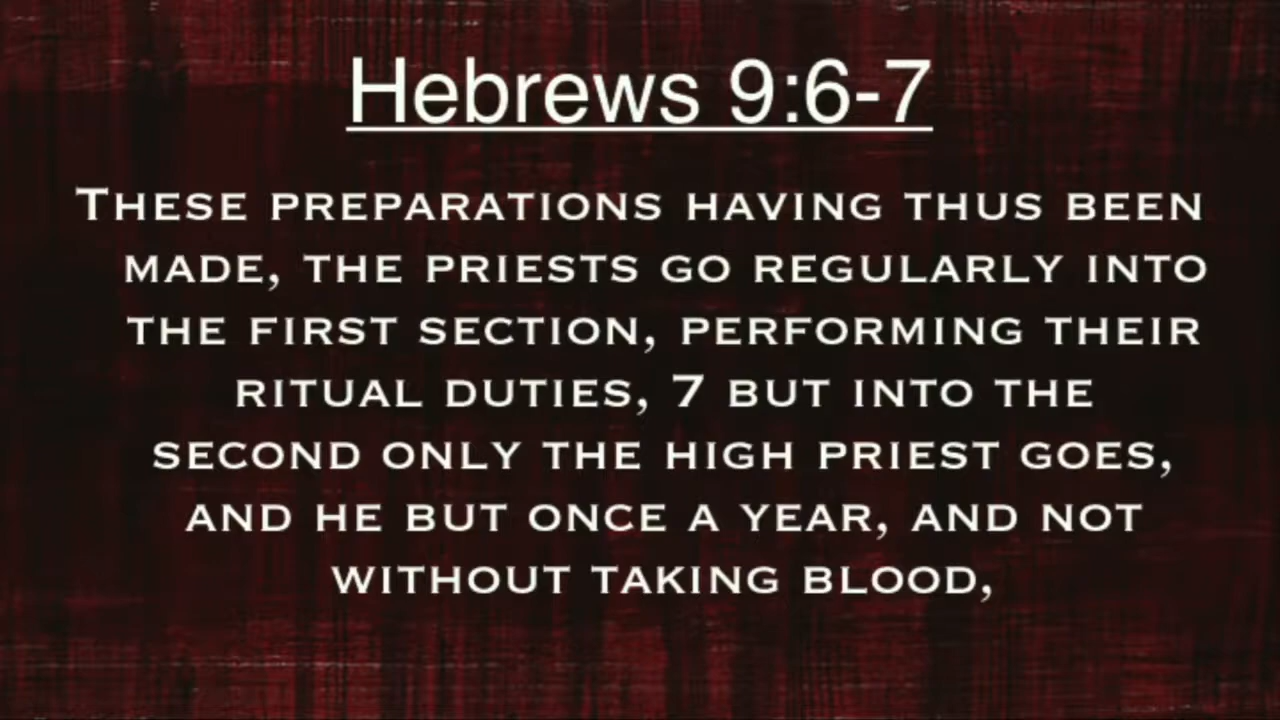 Hebrews 9:6-7
These preparations having thus been
made, the priests go regularly into
the first section, performing their
ritual duties, 7 but into the
second only the high priest goes,
and he but once a year, and not
without taking blood,